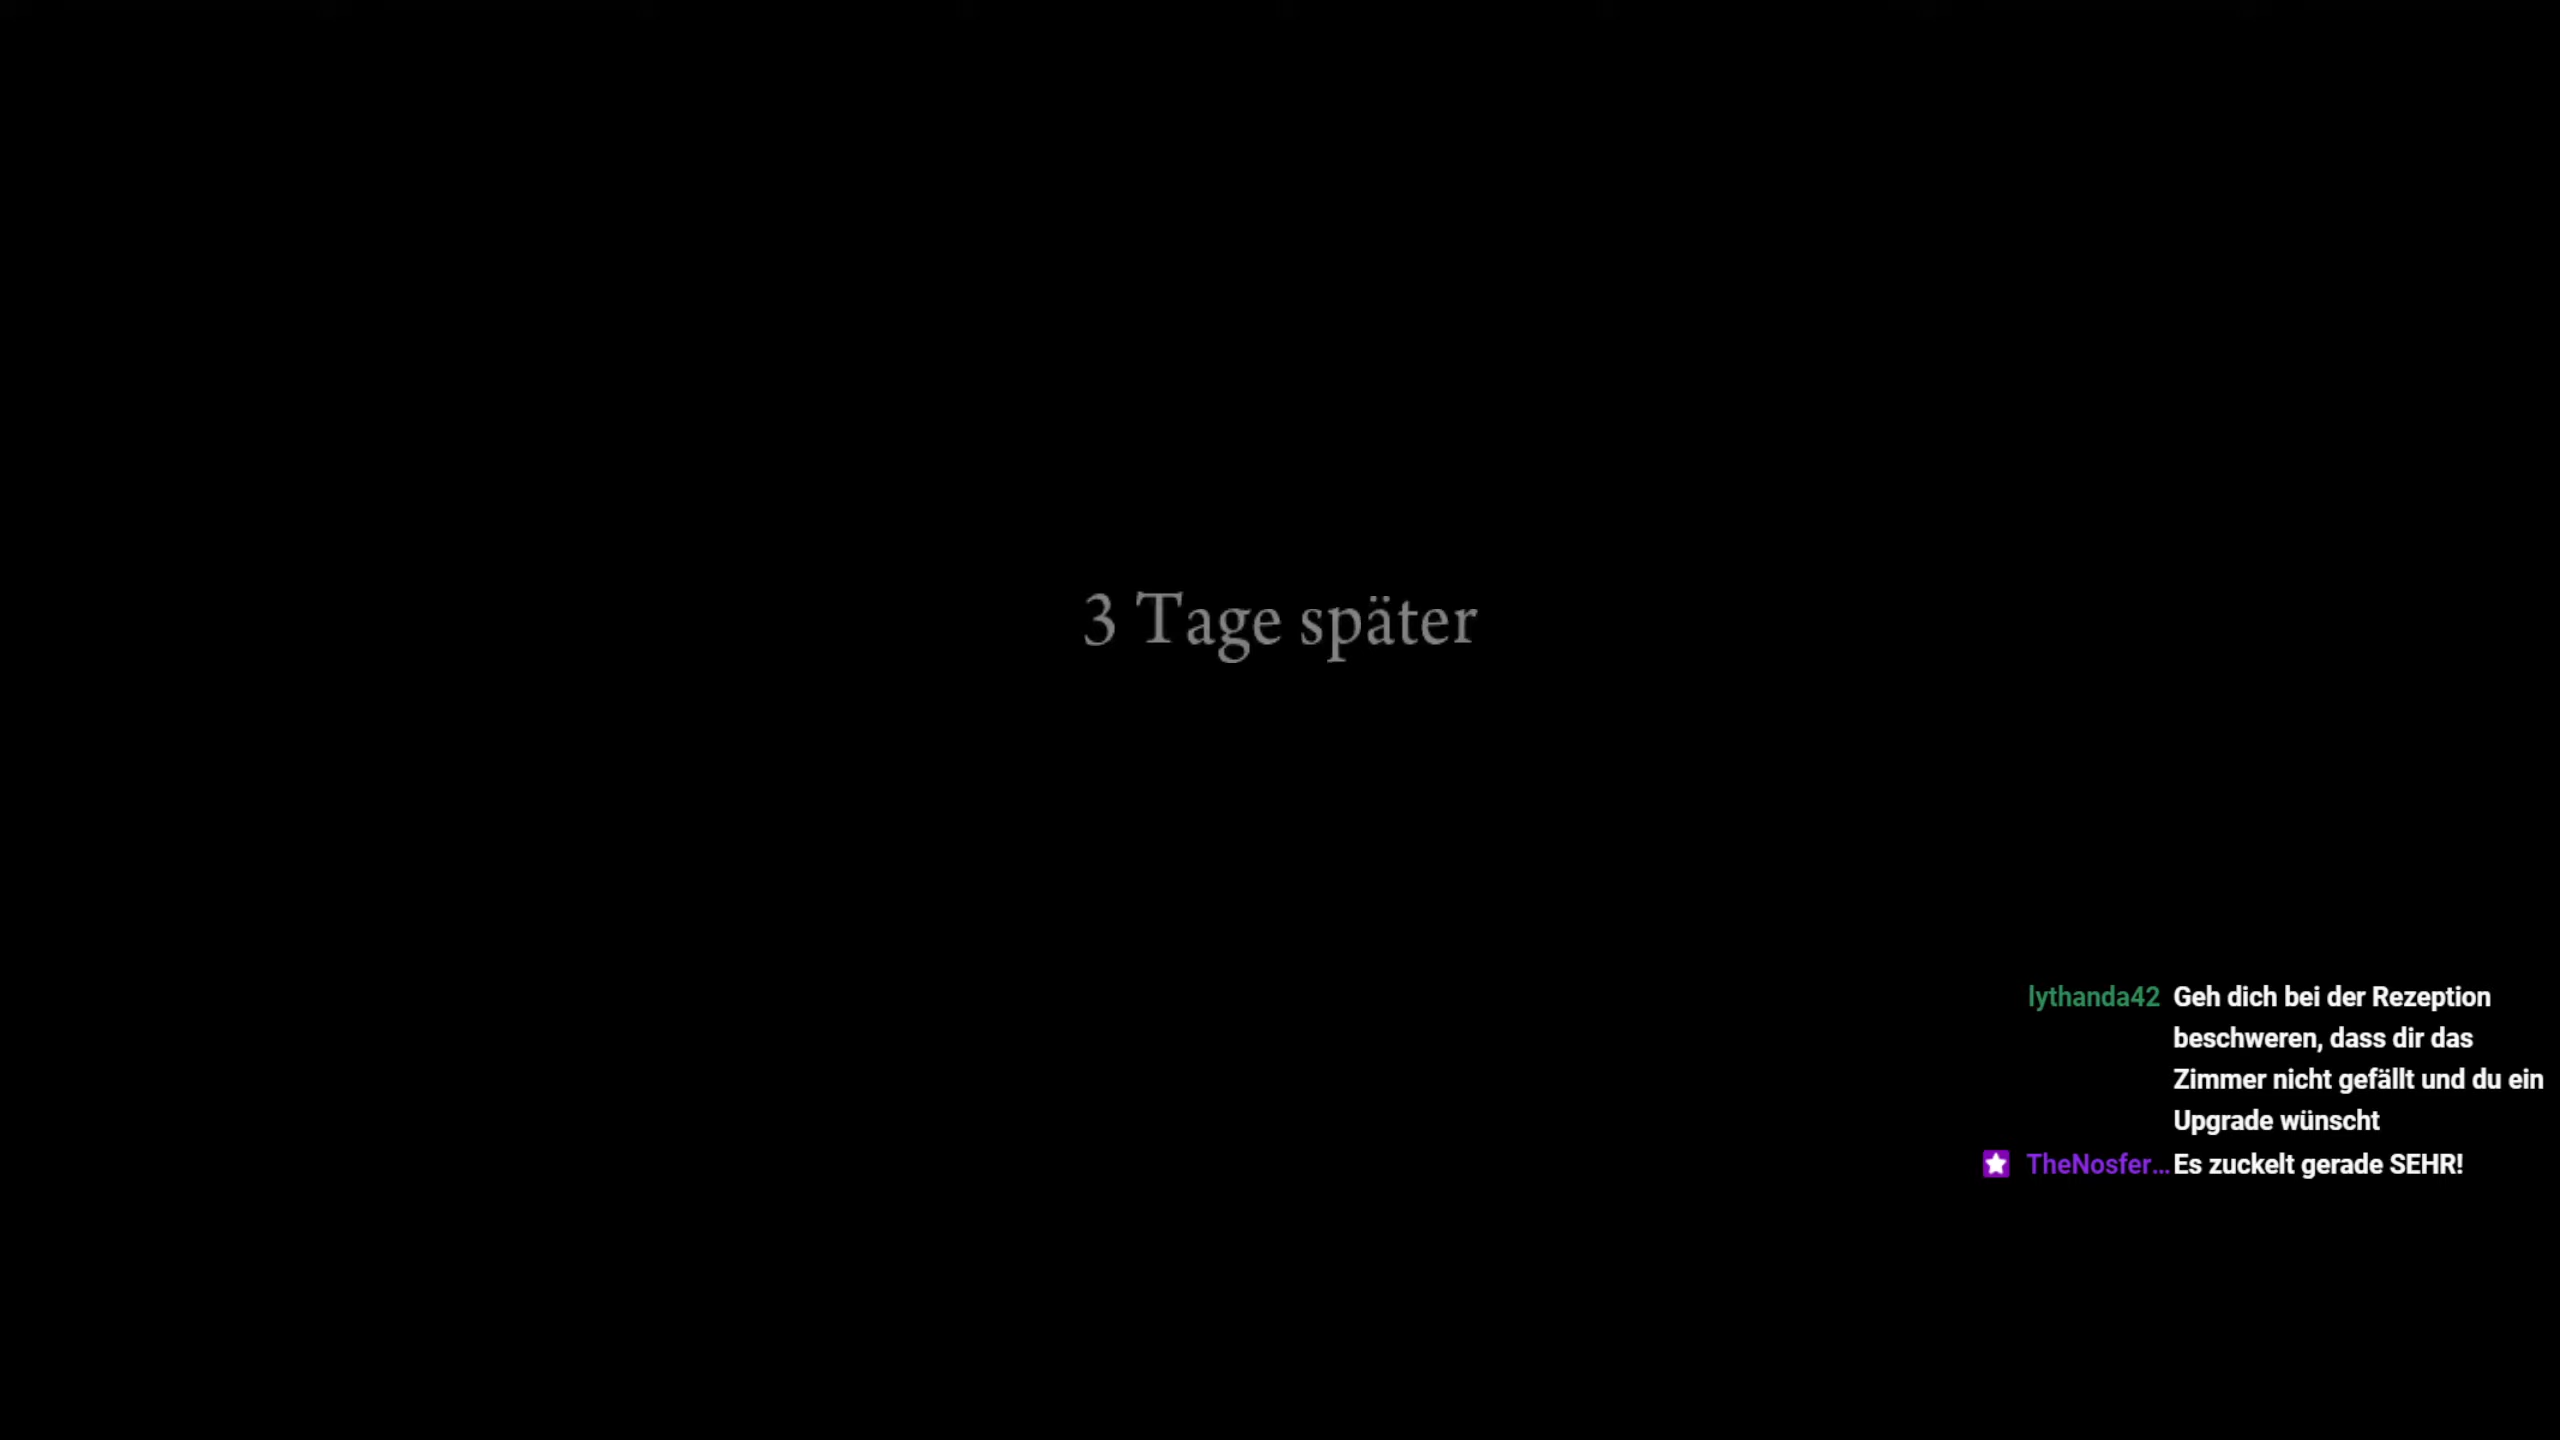 3 Tage später
lythanda42 Geh dich bei der Rezeption
beschweren, dass dir das
Zimmer nicht gefällt und du ein
Upgrade wünscht
TheNosfer... Es zuckelt gerade SEHR!